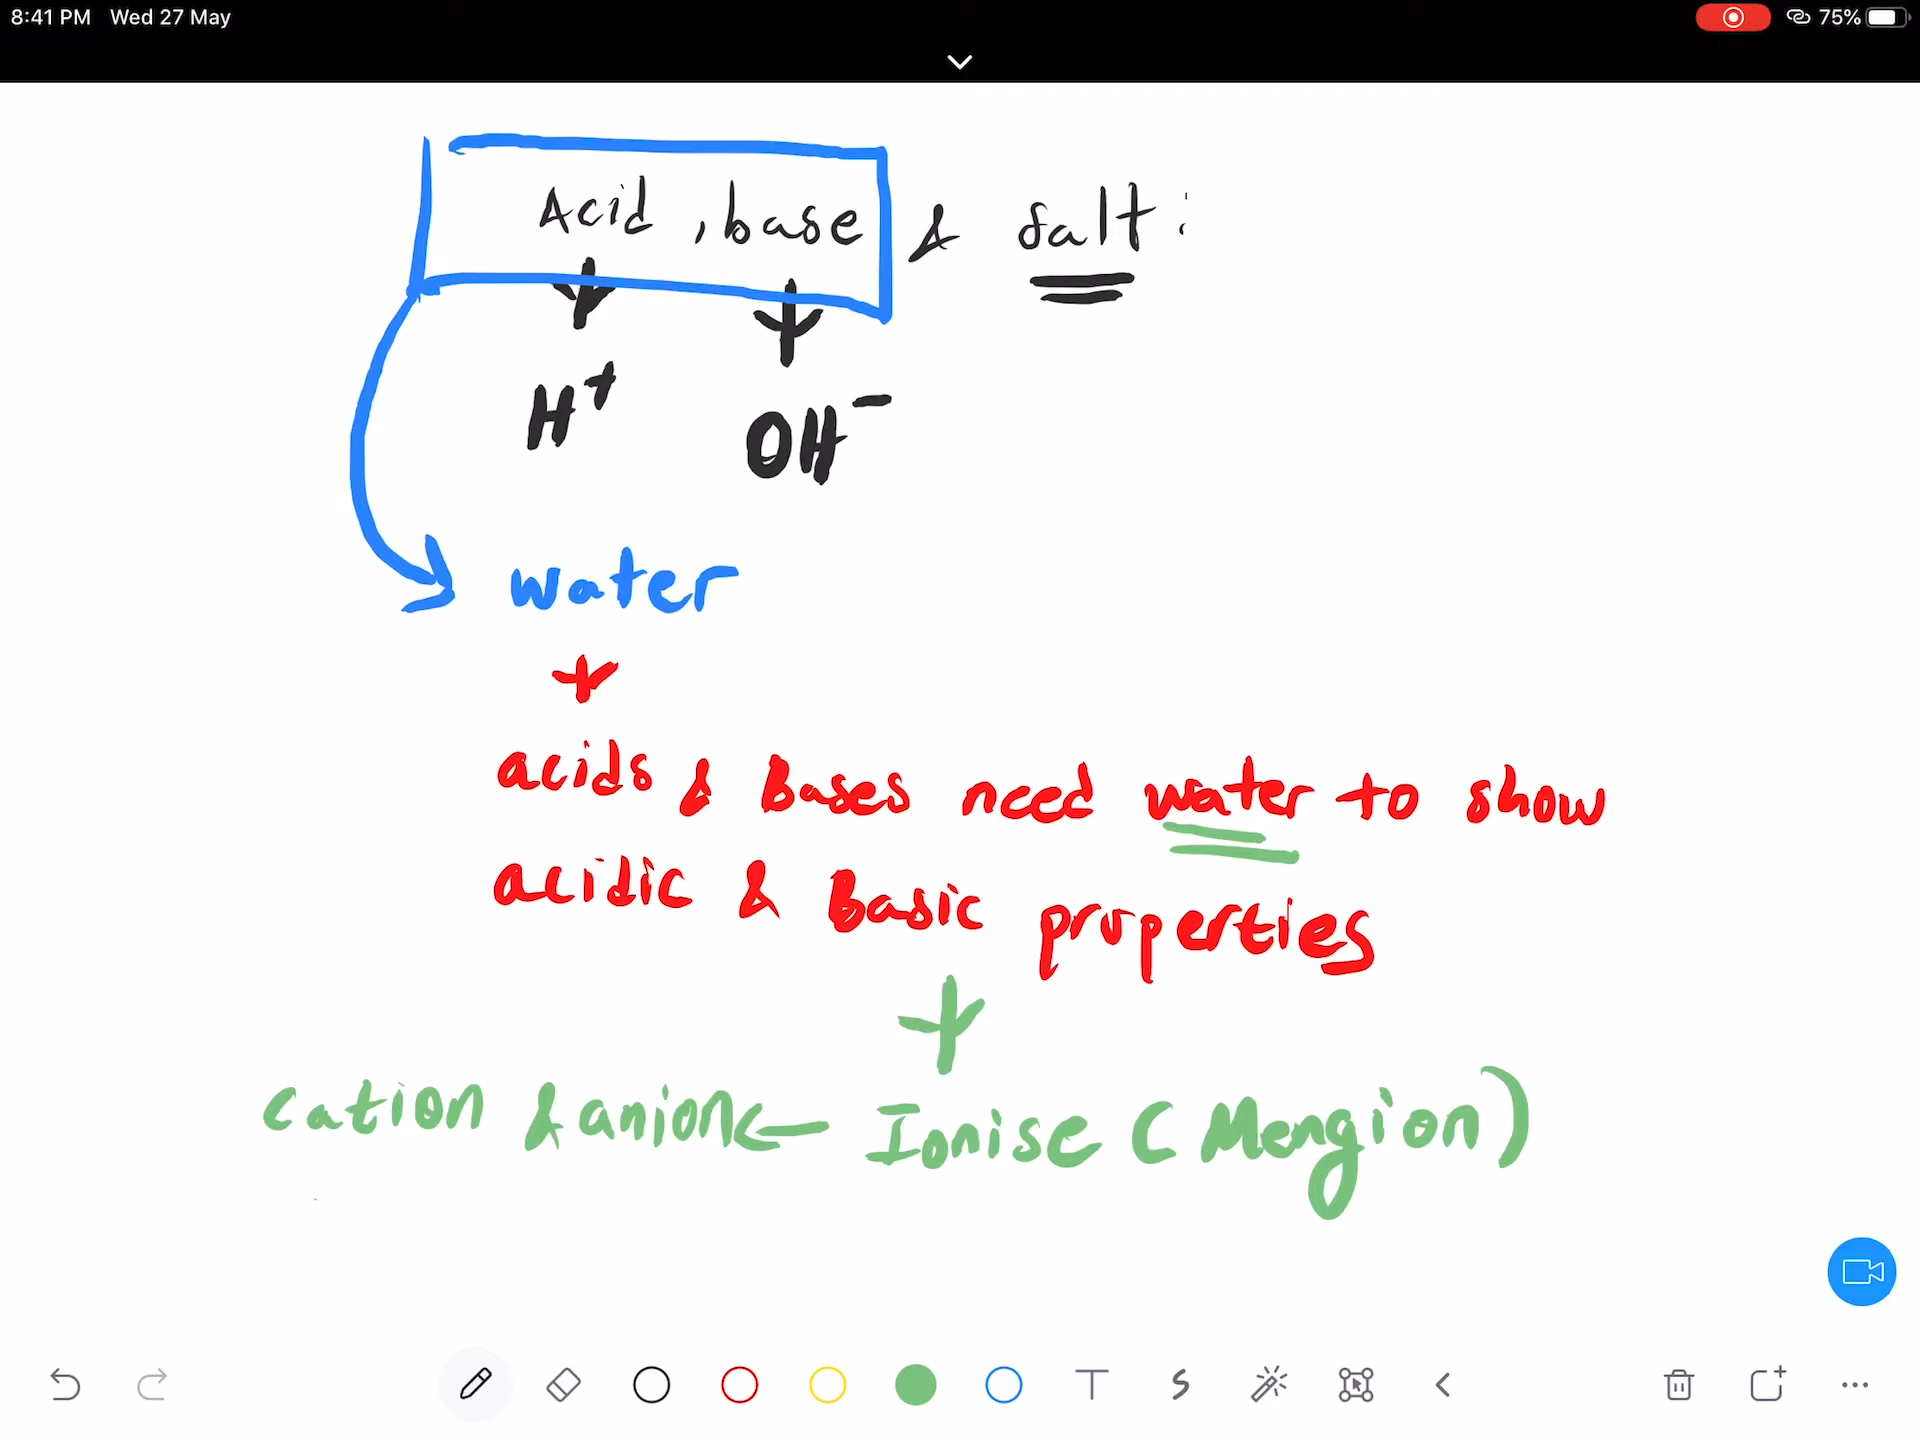 8:41 PM Wed 27 May 75%
Acid , base & Salt :
H+ OH-
water
acids & Bases need water to show
acidic & Basic properties
Cation & anion ← Ionise (Mengion)
T